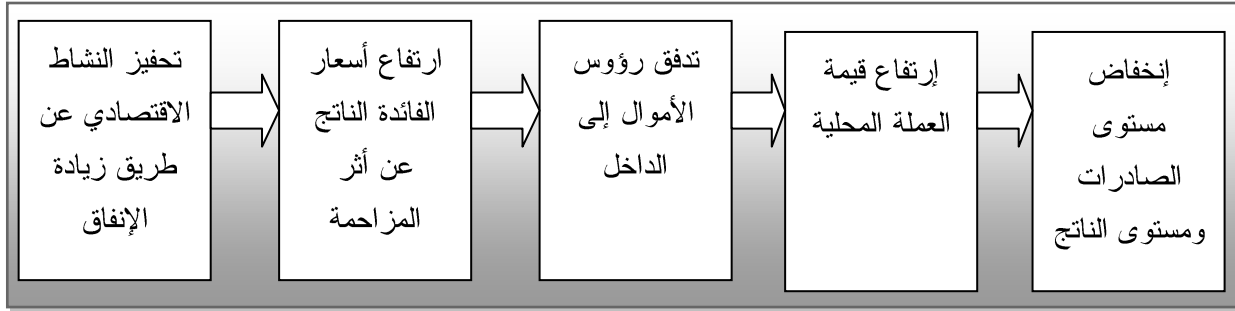 تحفيز النشاط
الاقتصادي عن
طريق زيادة
الإنفاق
ارتفاع أسعار
الفائدة الناتج
عن أثر
المزاحمة
تدفق رؤوس
الأموال إلى
الداخل
إرتفاع قيمة
العملة المحلية
إنخفاض
مستوى
الصادرات
ومستوى الناتج